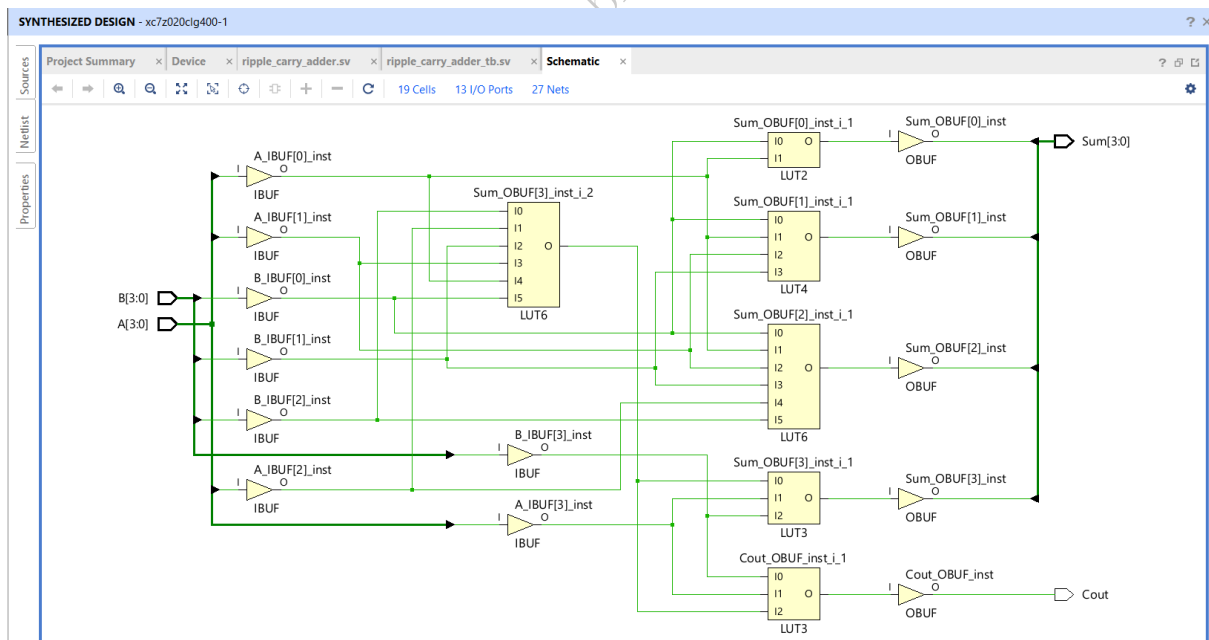 SYNTHESIZED DESIGN - xc7z020clg400-1
? ×
Sources
Netlist
Properties
Project Summary × Device × ripple_carry_adder.sv × ripple_carry_adder_tb.sv × Schematic ×
?
19 Cells 13 I/O Ports 27 Nets
A_IBUF[0]_inst
I O
IBUF
A_IBUF[1]_inst
I O
IBUF
B_IBUF[0]_inst
I O
IBUF
B[3:0]
A[3:0]
B_IBUF[1]_inst
I O
IBUF
B_IBUF[2]_inst
I O
IBUF
A_IBUF[2]_inst
I O
IBUF
Sum_OBUF[3]_inst_i_2
I0
I1
I2 O
I3
I4
I5
LUT6
B_IBUF[3]_inst
I O
IBUF
A_IBUF[3]_inst
I O
IBUF
Sum_OBUF[0]_inst_i_1
I0 O
I1
LUT2
Sum_OBUF[1]_inst_i_1
I0
I1 O
I2
I3
LUT4
Sum_OBUF[2]_inst_i_1
I0
I1
I2 O
I3
I4
I5
LUT6
Sum_OBUF[3]_inst_i_1
I0
I1 O
I2
LUT3
Cout_OBUF_inst_i_1
I0
I1 O
I2
LUT3
Sum_OBUF[0]_inst
I O
OBUF
Sum[3:0]
Sum_OBUF[1]_inst
I O
OBUF
Sum_OBUF[2]_inst
I O
OBUF
Sum_OBUF[3]_inst
I O
OBUF
Cout_OBUF_inst
I O
OBUF
Cout